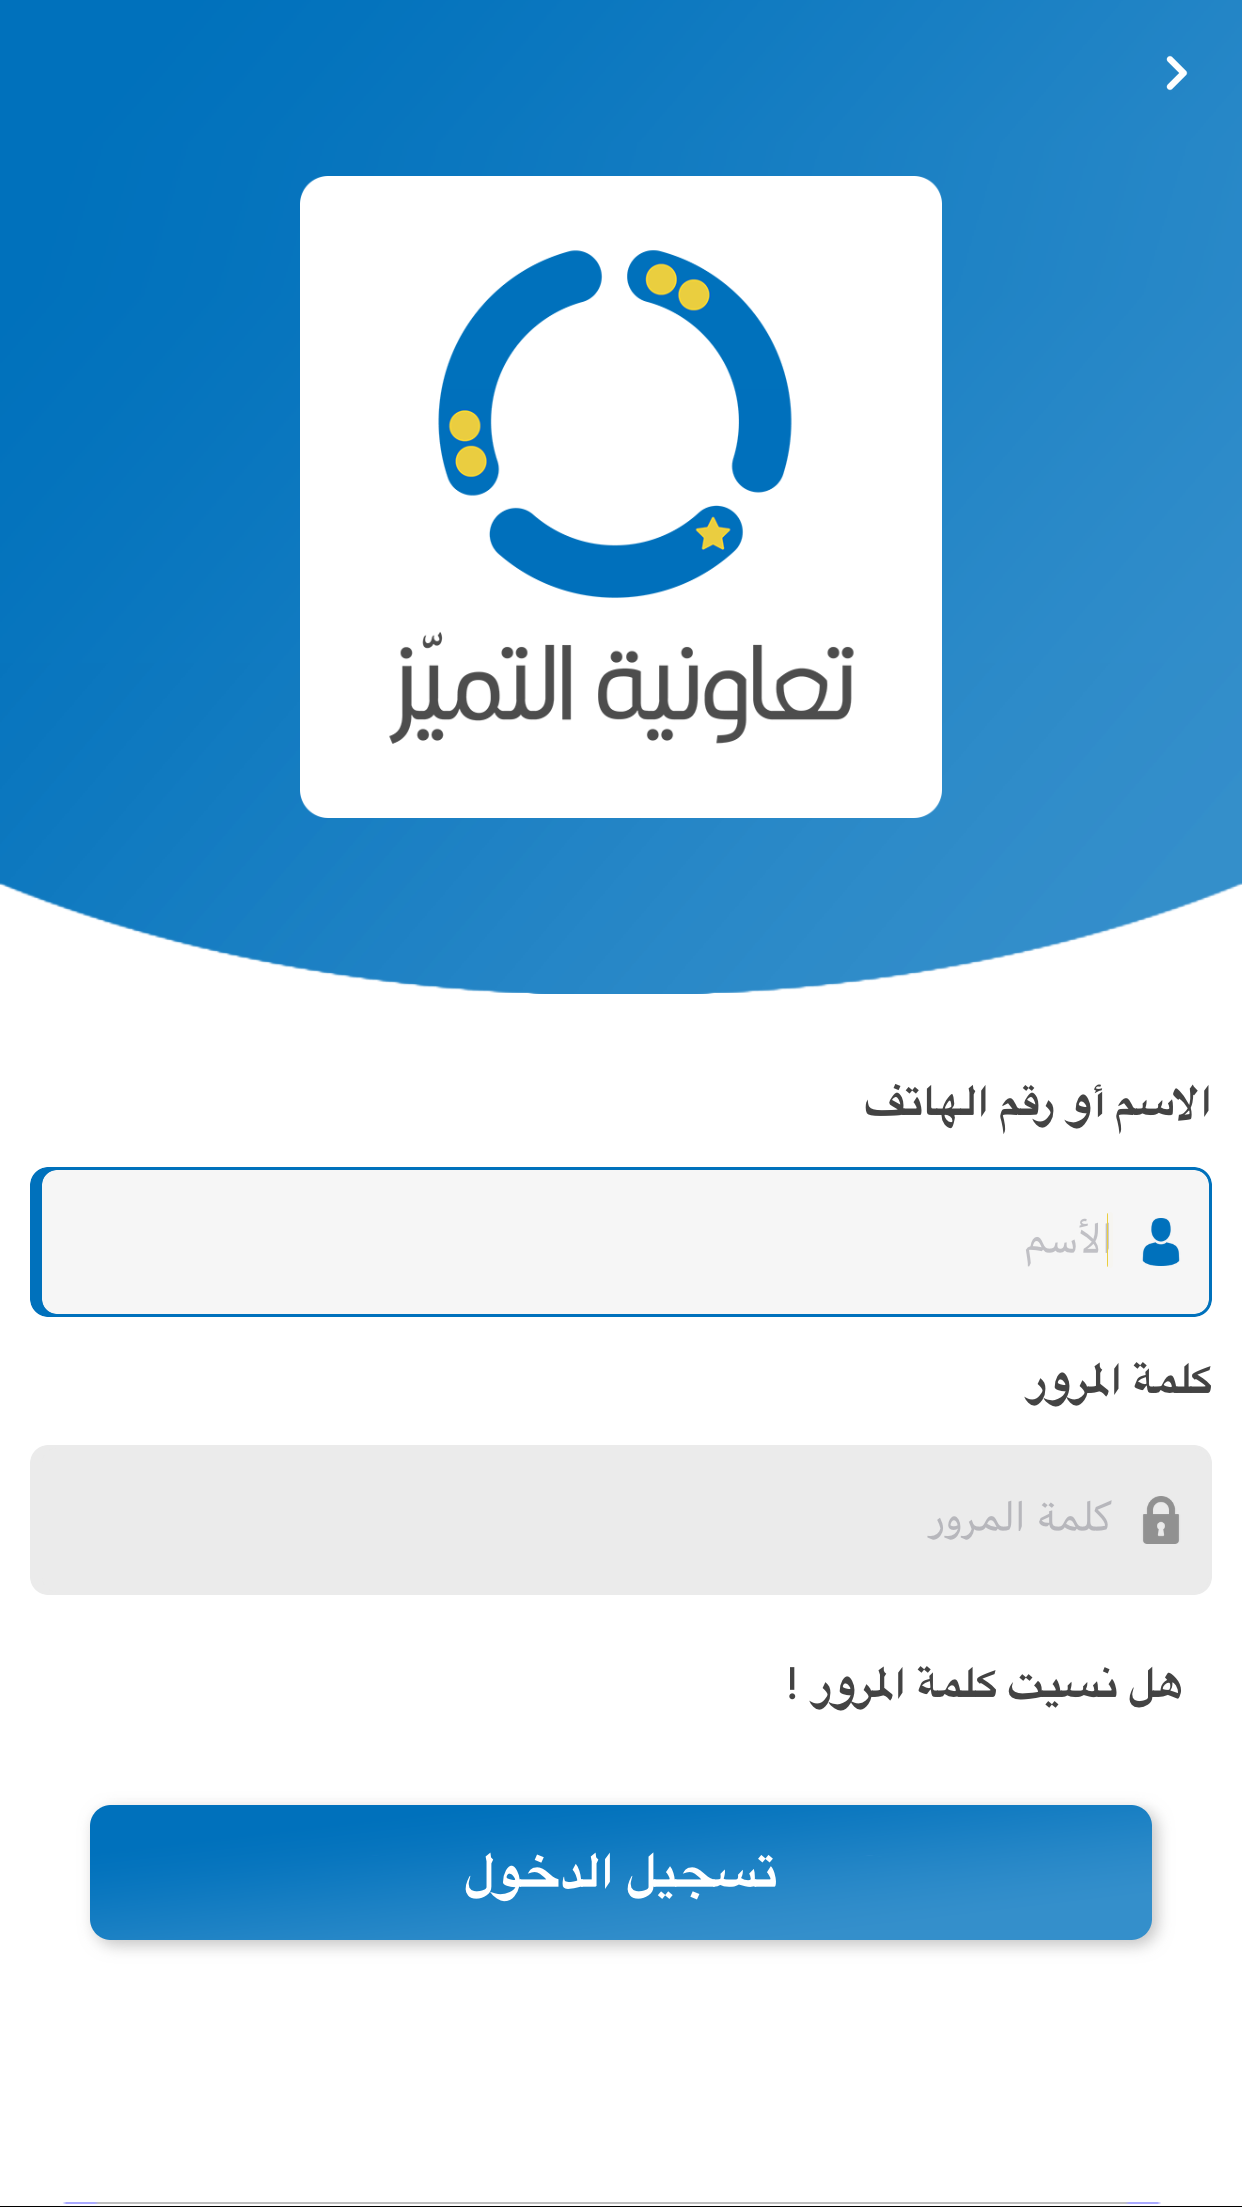 تعاونية التميّز
الاسم أو رقم الهاتف
الأسم
كلمة المرور
كلمة المرور
هل نسيت كلمة المرور !
تسجيل الدخول